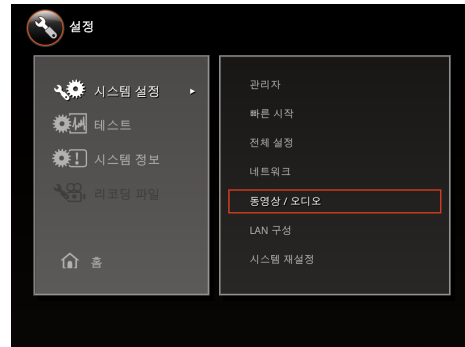 설정
시스템 설정
테스트
시스템 정보
리코딩 파일
홈
관리자
빠른 시작
전체 설정
네트워크
동영상 / 오디오
LAN 구성
시스템 재설정